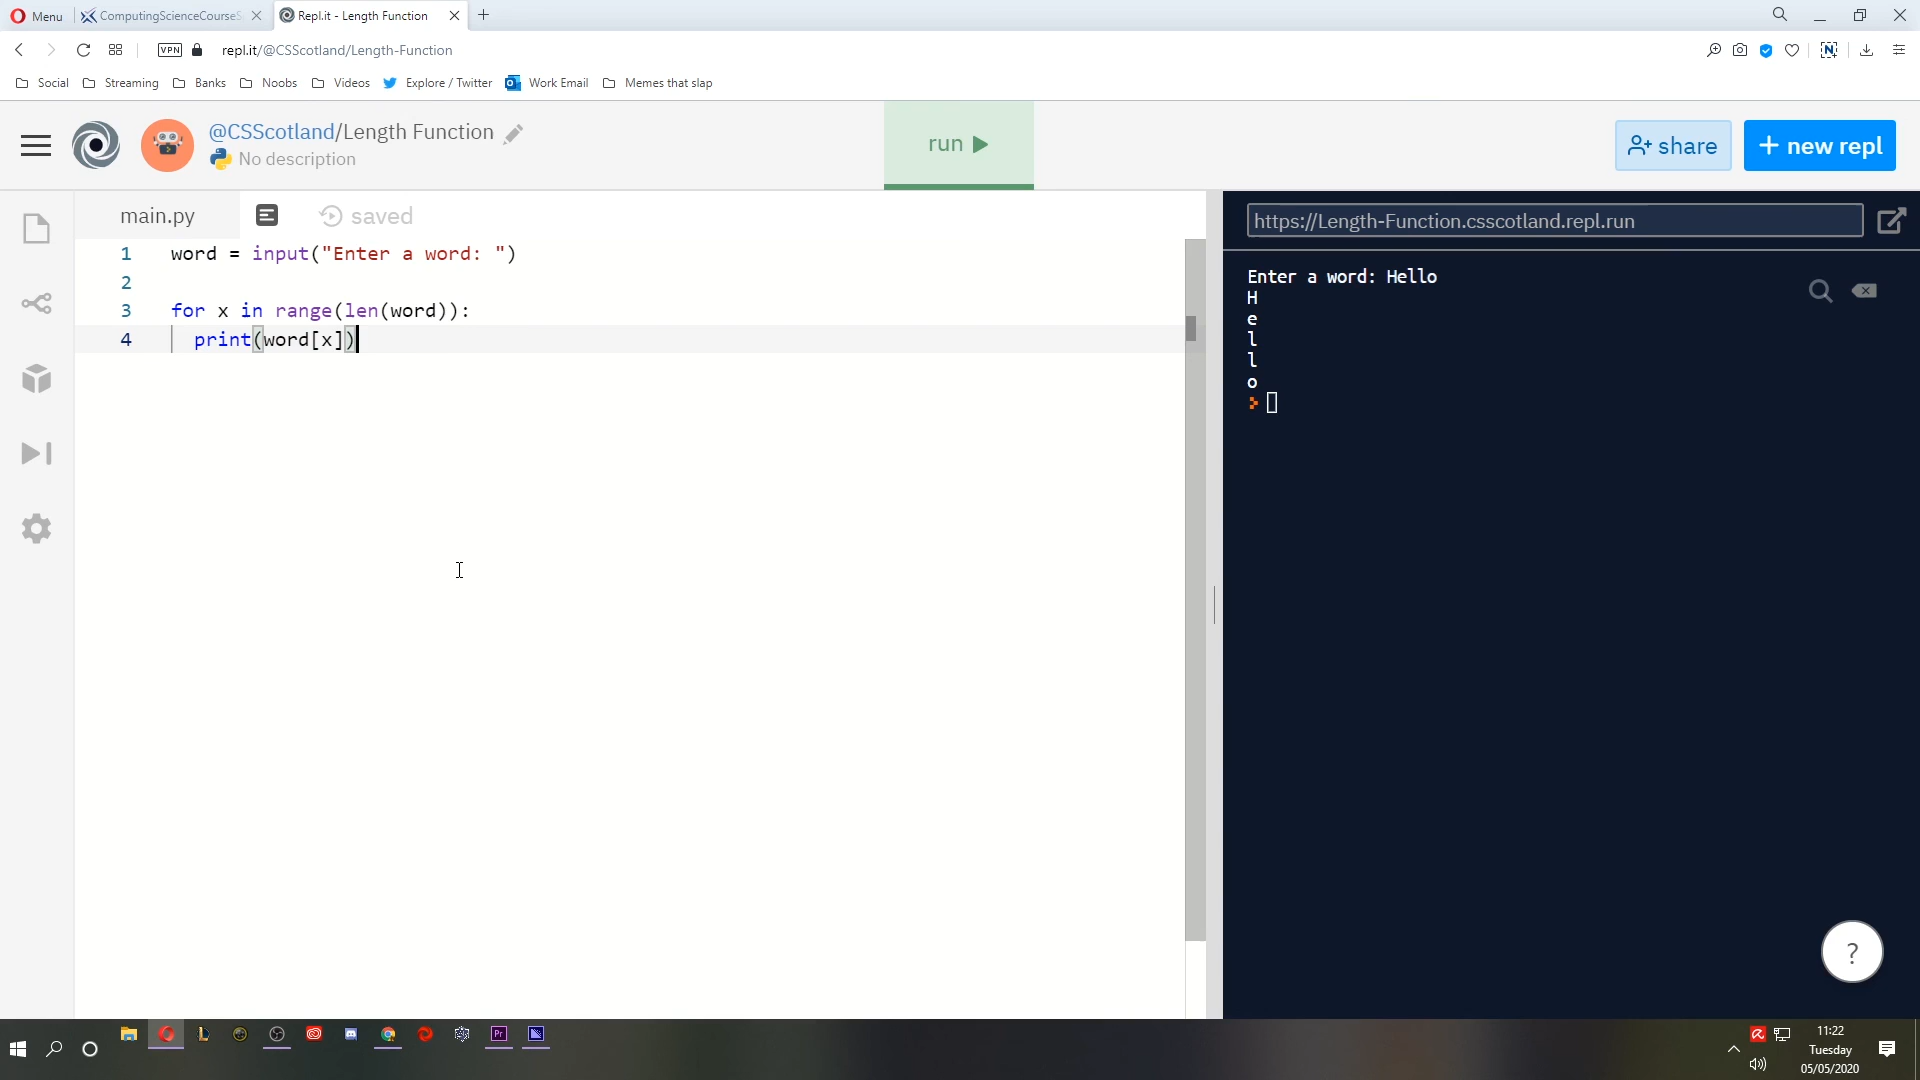 Menu
ComputingScienceCourseS
Repl.it - Length Function
VPN
repl.it/@CSScotland/Length-Function
Social
Streaming
Banks
Noobs
Videos
Explore / Twitter
Work Email
Memes that slap
@CSScotland/Length Function
No description
run
share
+ new repl
main.py
saved
https://Length-Function.csscotland.repl.run
1 word = input("Enter a word: ")
2
3 for x in range(len(word)):
4 print(word[x])
Enter a word: Hello
H
e
l
l
o
?
Pr
11:22
Tuesday
05/05/2020